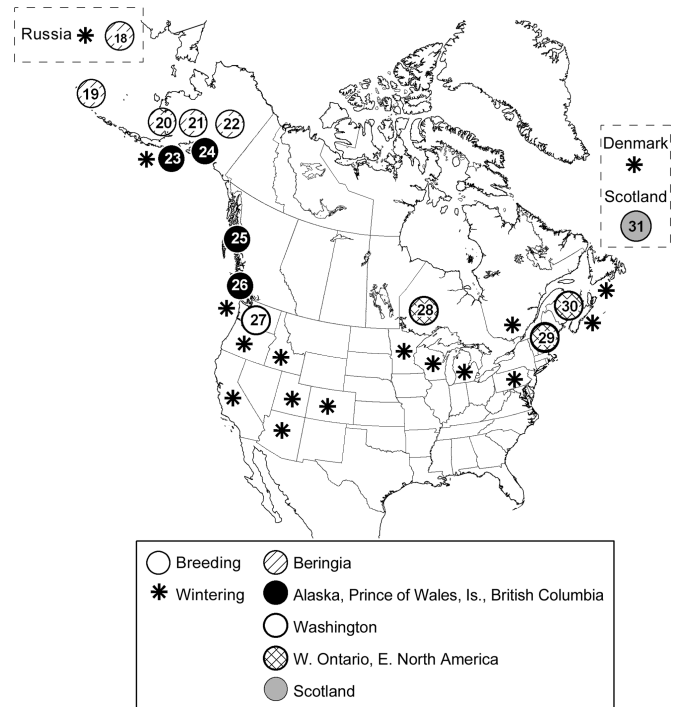 Russia 18
19
20 21 22
23 24
Denmark
Scotland
31
25
26
27
28
30
29
Breeding Beringia
Wintering Alaska, Prince of Wales, Is., British Columbia
Washington
W. Ontario, E. North America
Scotland